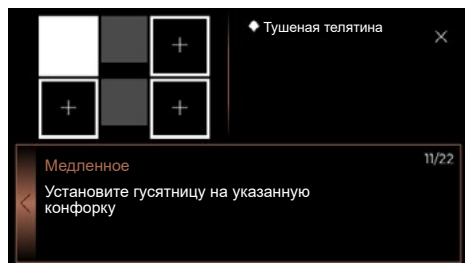 Тушеная телятина
Медленное
11/22
Установите гусятницу на указанную
конфорку